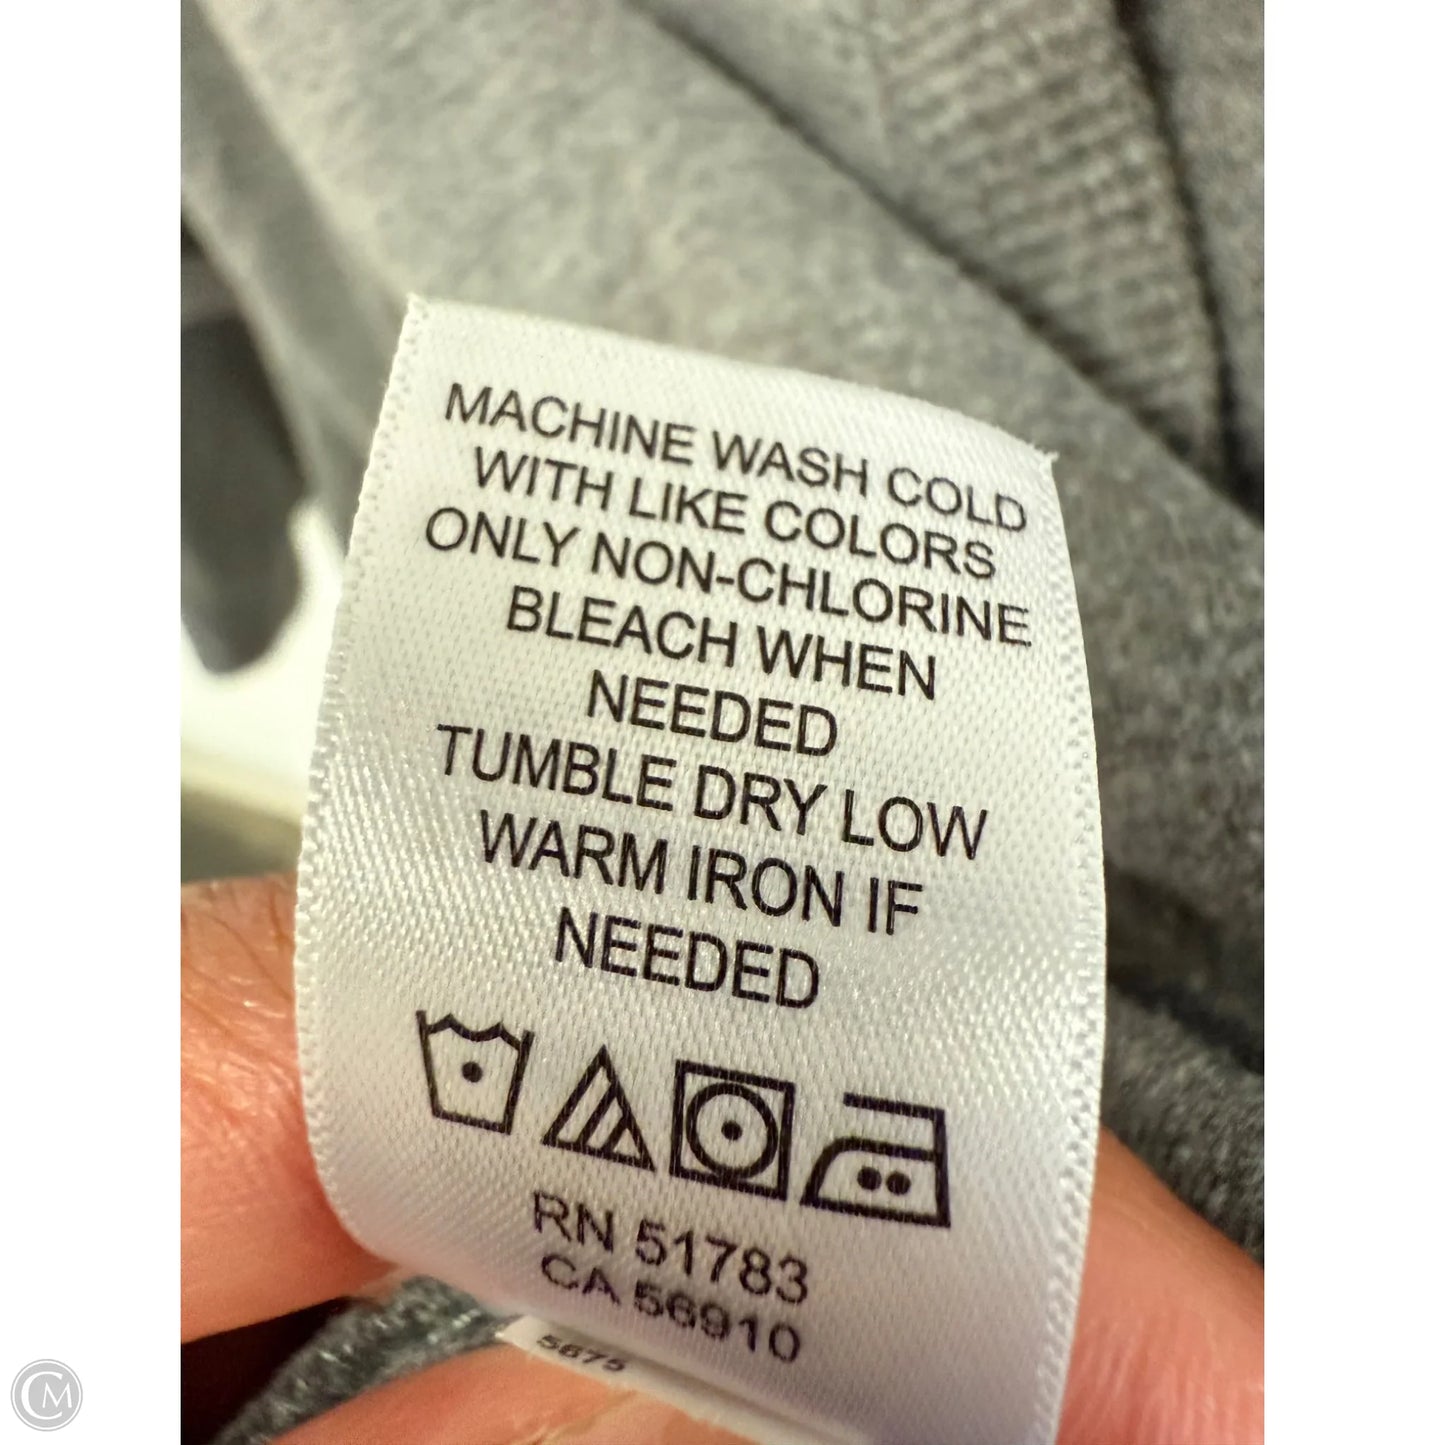 MACHINE WASH COLD
WITH LIKE COLORS
ONLY NON-CHLORINE
BLEACH WHEN
NEEDED
TUMBLE DRY LOW
WARM IRON IF
NEEDED
RN 51783
CA 56910
5675
CM